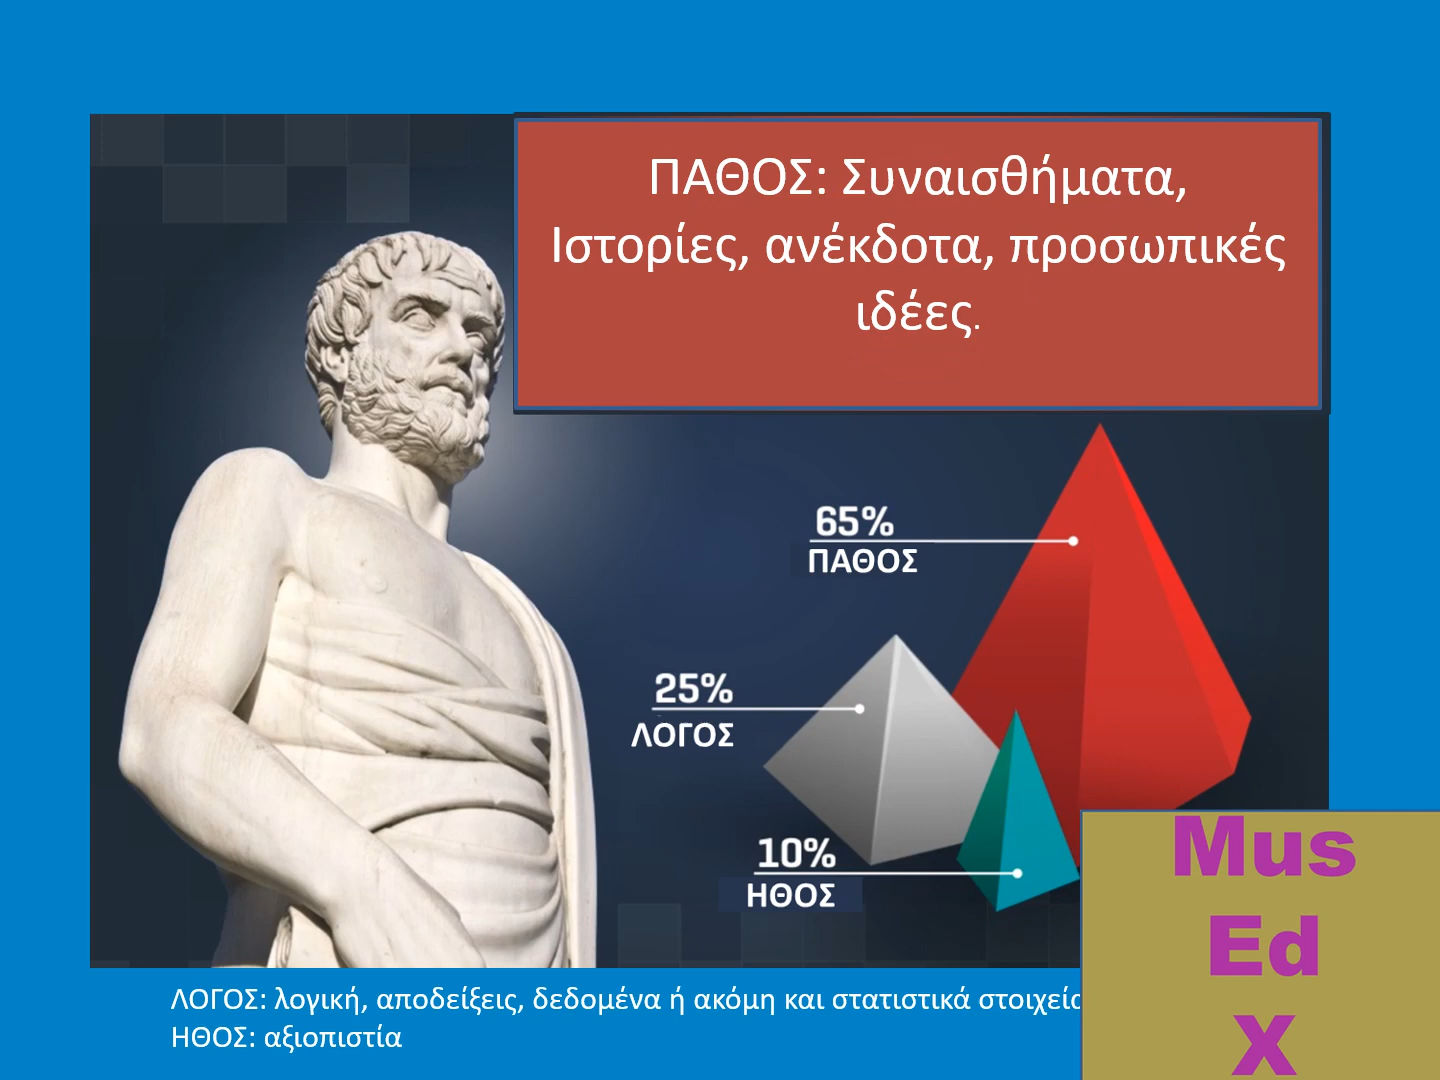 ΠΑΘΟΣ: Συναισθήματα,
Ιστορίες, ανέκδοτα, προσωπικές
ιδέες.
65%
ΠΑΘΟΣ
25%
ΛΟΓΟΣ
10%
ΗΘΟΣ
ΛΟΓΟΣ: λογική, αποδείξεις, δεδομένα ή ακόμη και στατιστικά
ΗΘΟΣ: αξιοπιστία
Mus
Ed
X